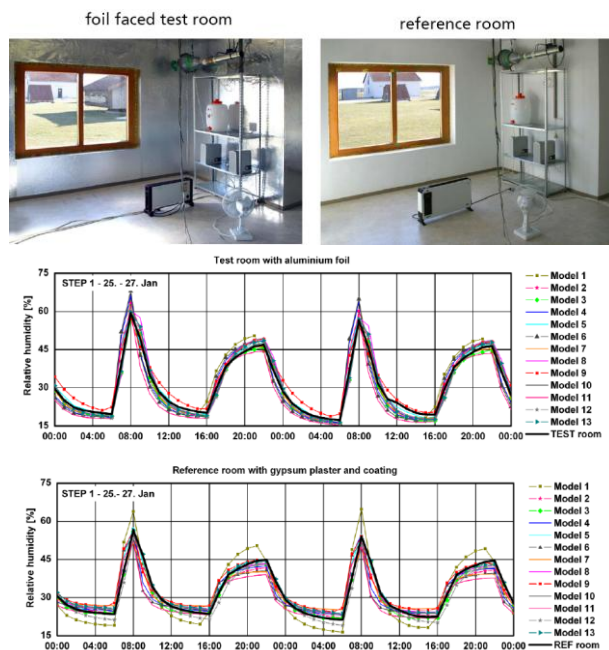 foil faced test room
reference room
Test room with aluminium foil
STEP 1 - 25. - 27. Jan
Relative humidity [%]
75
60
45
30
15
00:00 04:00 08:00 12:00 16:00 20:00 00:00 04:00 08:00 12:00 16:00 20:00 00:00
Model 1
Model 2
Model 3
Model 4
Model 5
Model 6
Model 7
Model 8
Model 9
Model 10
Model 11
Model 12
Model 13
TEST room
Reference room with gypsum plaster and coating
STEP 1 - 25.- 27. Jan
Relative humidity [%]
75
60
45
30
15
00:00 04:00 08:00 12:00 16:00 20:00 00:00 04:00 08:00 12:00 16:00 20:00 00:00
Model 1
Model 2
Model 3
Model 4
Model 5
Model 6
Model 7
Model 8
Model 9
Model 10
Model 11
Model 12
Model 13
REF room